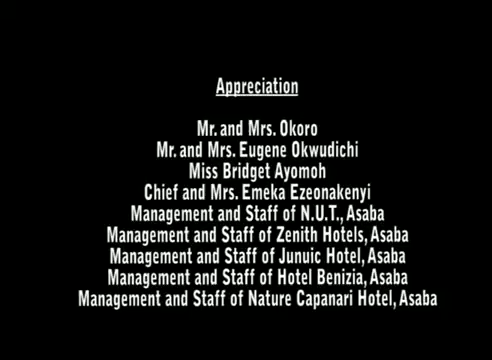 Appreciation
Mr. and Mrs. Okoro
Mr. and Mrs. Eugene Okwudichi
Miss Bridget Ayomoh
Chief and Mrs. Emeka Ezeonakenyi
Management and Staff of N.U.T., Asaba
Management and Staff of Zenith Hotels, Asaba
Management and Staff of Junuic Hotel, Asaba
Management and Staff of Hotel Benizia, Asaba
Management and Staff of Nature Capanari Hotel, Asaba